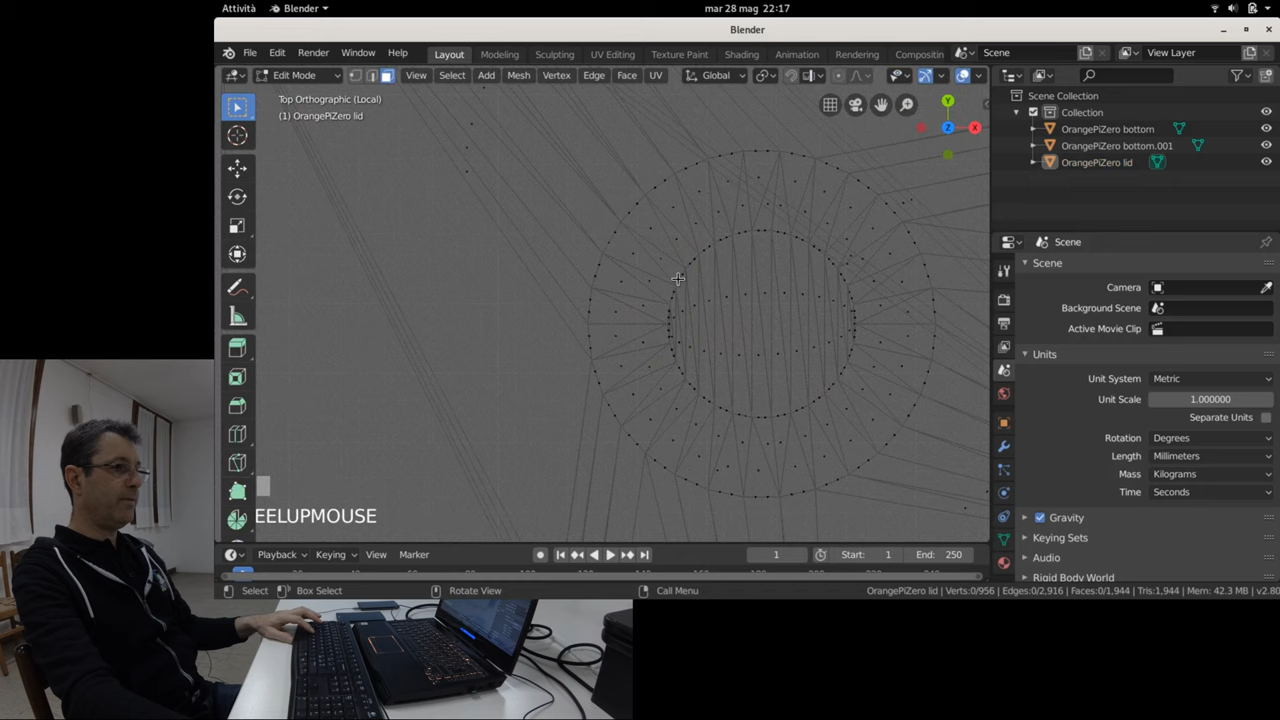 Attività
Blender
mar 28 mag 22:17
Blender
File Edit Render Window Help
Layout Modeling Sculpting UV Editing Texture Paint Shading Animation Rendering Compositin
Scene
View Layer
Edit Mode
View Select Add Mesh Vertex Edge Face UV
Global
Top Orthographic (Local)
(1) OrangePiZero lid
Y
Z
X
Scene Collection
Collection
OrangePiZero bottom
OrangePiZero bottom.001
OrangePiZero lid
Scene
Scene
Camera
Background Scene
Active Movie Clip
Units
Unit System Metric
Unit Scale 1.000000
Separate Units
Rotation Degrees
Length Millimeters
Mass Kilograms
Time Seconds
Gravity
Keying Sets
Audio
Rigid Body World
EELUPMOUSE
Playback Keying View Marker
1
Start: 1
End: 250
Select Box Select Rotate View Call Menu
OrangePiZero lid | Verts:0/956 | Edges:0/2,916 | Faces:0/1,944 | Tris:1,944 | Mem: 42.3 MB | v2.80